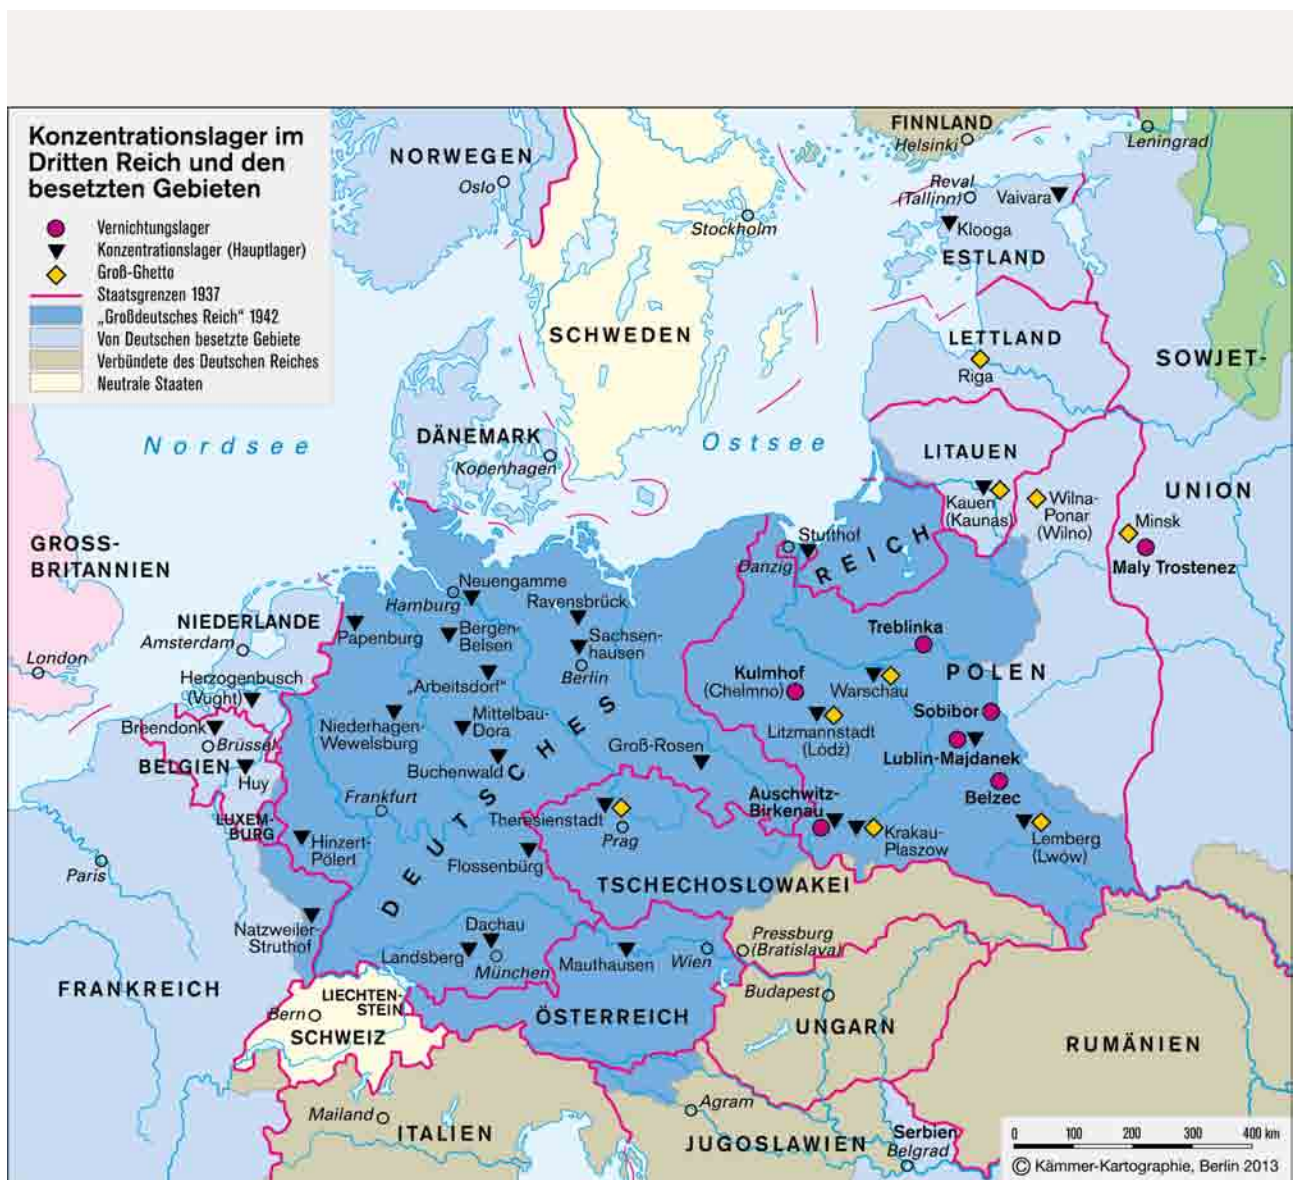 Konzentrationslager im
Dritten Reich und den
besetzten Gebieten
Vernichtungslager
Konzentrationslager (Hauptlager)
Groß-Ghetto
Staatsgrenzen 1937
„Großdeutsches Reich“ 1942
Von Deutschen besetzte Gebiete
Verbündete des Deutschen Reiches
Neutrale Staaten
NORWEGEN
Oslo
FINNLAND
Helsinki
Leningrad
Reval
(Tallinn)
Vaivara
Klooga
ESTLAND
Stockholm
SCHWEDEN
LETTLAND
Riga
SOWJET-
UNION
Nordsee
Ostsee
DÄNEMARK
Kopenhagen
LITAUEN
Kauen
(Kaunas)
Wilna-
Ponar
(Wilno)
Minsk
Maly Trostenez
GROSS-
BRITANNIEN
London
NIEDERLANDE
Amsterdam
Herzogenbusch
(Vught)
Breendonk
Brüssel
BELGIEN
Huy
LUXEM-
BURG
Papenburg
Neuengamme
Hamburg
Bergen-
Belsen
„Arbeitsdorf“
Ravensbrück
Sachsen-
hausen
Berlin
Stutthof
Danzig
DEUTSCHES
REICH
Treblinka
POLEN
Kulmhof
(Chelmno)
Warschau
Sobibor
Litzmannstadt
(Lódź)
Lublin-Majdanek
Belzec
Niederhagen-
Wewelsburg
Mittelbau-
Dora
Buchenwald
Groß-Rosen
Auschwitz-
Birkenau
Krakau-
Plaszow
Lemberg
(Lwów)
Frankfurt
Theresienstadt
Prag
Hinzert-
Pölert
Flossenbürg
TSCHECHOSLOWAKEI
Paris
Natzweiler-
Struthof
Dachau
Landsberg
München
Mauthausen
Wien
Pressburg
(Bratislava)
FRANKREICH
LIECHTEN-
STEIN
Bern
SCHWEIZ
ÖSTERREICH
Budapest
UNGARN
RUMÄNIEN
Mailand
ITALIEN
Agram
JUGOSLAWIEN
Serbien
Belgrad
0 100 200 300 400 km
© Kämmer-Kartographie, Berlin 2013